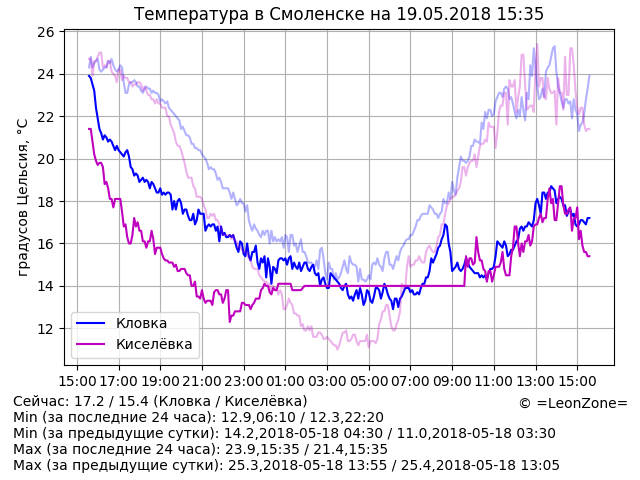 Температура в Смоленске на 19.05.2018 15:35
26
24
22
20
18
16
14
12
градусов Цельсия, °C
Кловка
Киселёвка
15:00 17:00 19:00 21:00 23:00 01:00 03:00 05:00 07:00 09:00 11:00 13:00 15:00
Сейчас: 17.2 / 15.4 (Кловка / Киселёвка)
© =LeonZone=
Min (за последние 24 часа): 12.9,06:10 / 12.3,22:20
Min (за предыдущие сутки): 14.2,2018-05-18 04:30 / 11.0,2018-05-18 03:30
Max (за последние 24 часа): 23.9,15:35 / 21.4,15:35
Max (за предыдущие сутки): 25.3,2018-05-18 13:55 / 25.4,2018-05-18 13:05